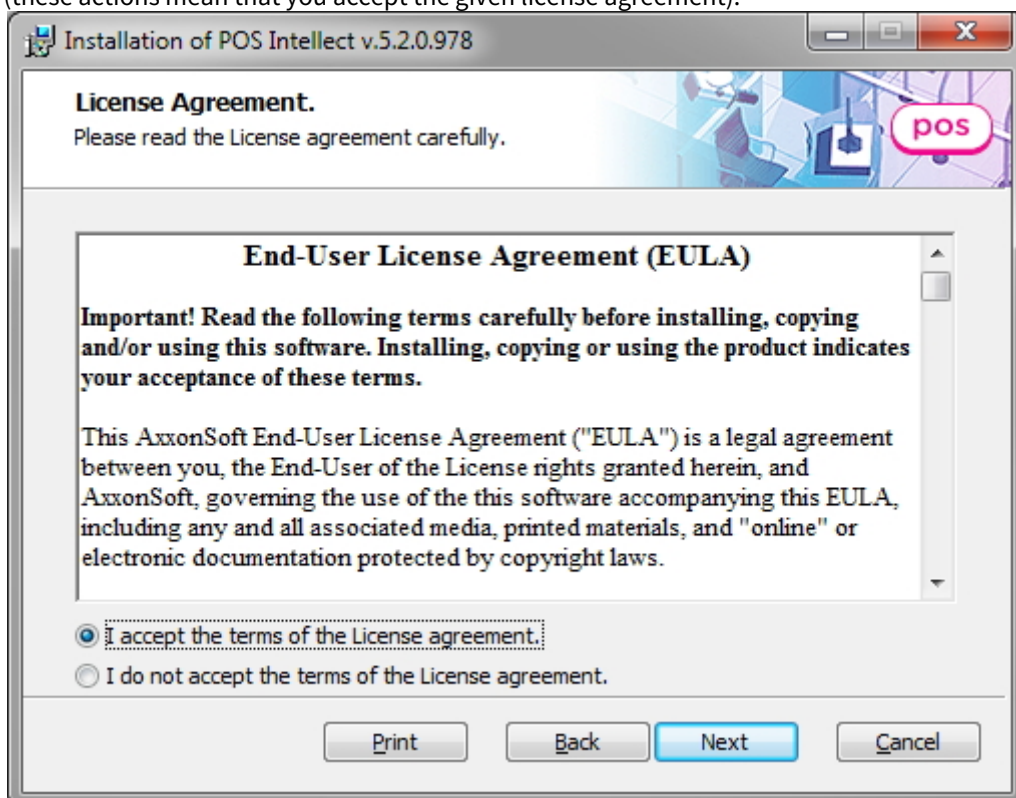 (these actions mean that you accept the given license agreement).
Installation of POS Intellect v.5.2.0.978
License Agreement.
Please read the License agreement carefully.
pos
End-User License Agreement (EULA)
Important! Read the following terms carefully before installing, copying
and/or using this software. Installing, copying or using the product indicates
your acceptance of these terms.
This AxxonSoft End-User License Agreement ("EULA") is a legal agreement
between you, the End-User of the License rights granted herein, and
AxxonSoft, governing the use of the this software accompanying this EULA,
including any and all associated media, printed materials, and "online" or
electronic documentation protected by copyright laws.
I accept the terms of the License agreement.
I do not accept the terms of the License agreement.
Print Back Next Cancel